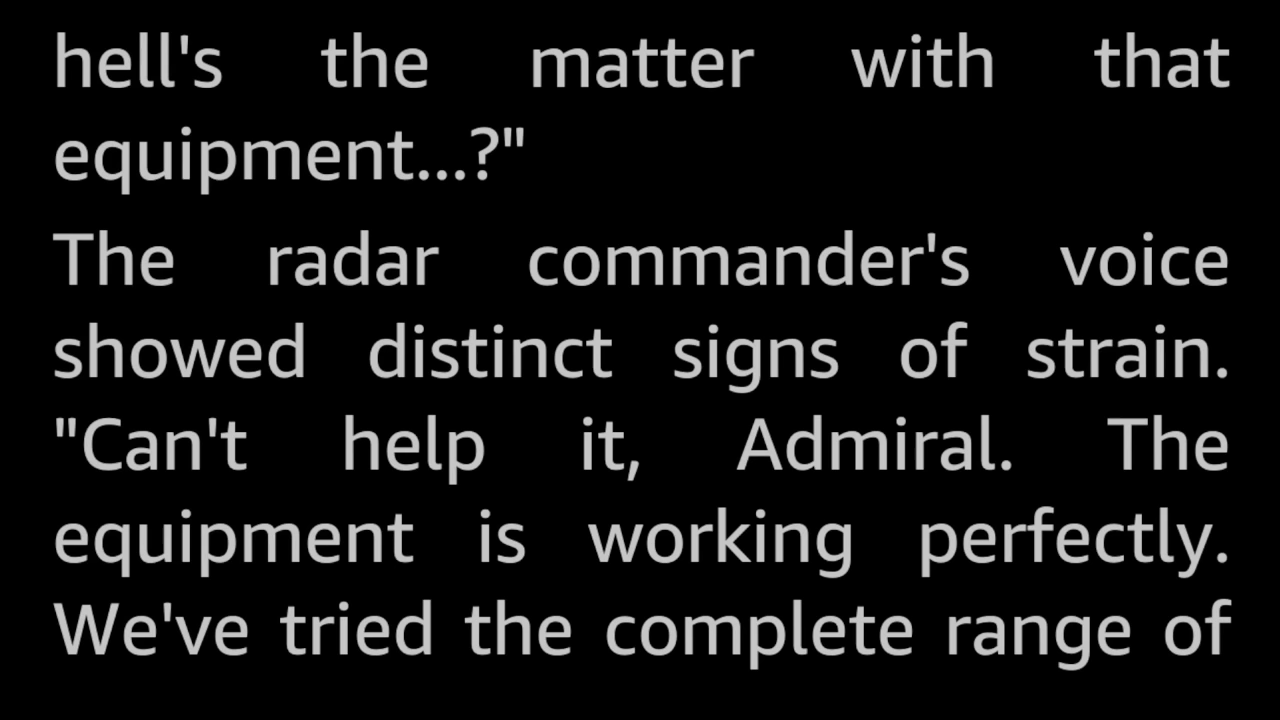 hell's the matter with that
equipment...?"
The radar commander's voice
showed distinct signs of strain.
"Can't help it, Admiral. The
equipment is working perfectly.
We've tried the complete range of